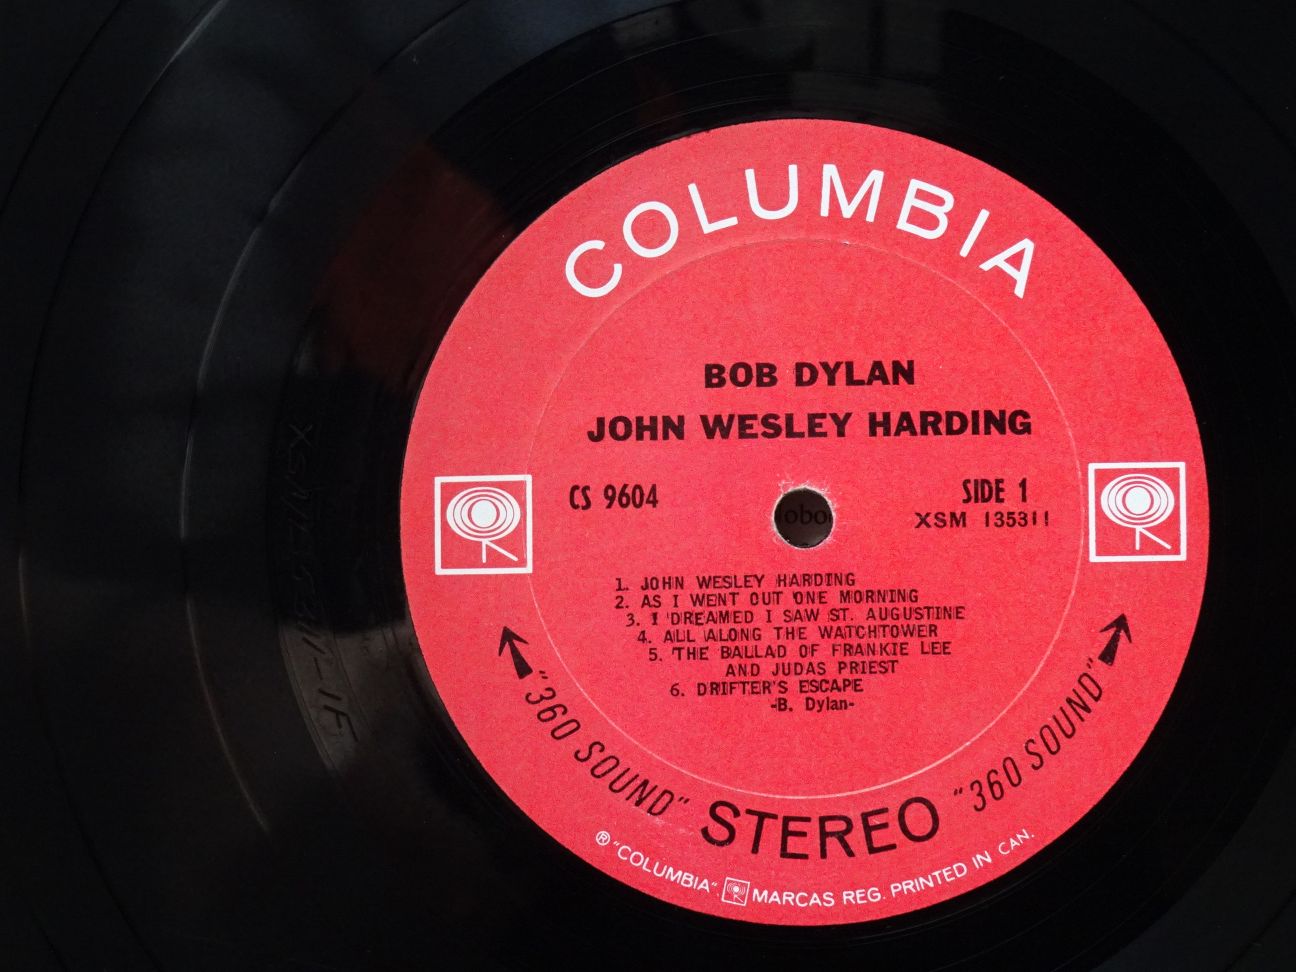 COLUMBIA
BOB DYLAN
JOHN WESLEY HARDING
CS 9604
SIDE 1
XSM 135311
1. JOHN WESLEY HARDING
2. AS I WENT OUT ONE MORNING
3. I DREAMED I SAW ST. AUGUSTINE
4. ALL ALONG THE WATCHTOWER
5. THE BALLAD OF FRANKIE LEE
AND JUDAS PRIEST
6. DRIFTER'S ESCAPE
-B. Dylan-
"360 SOUND" STEREO "360 SOUND"
® "COLUMBIA", MARCAS REG. PRINTED IN CAN.